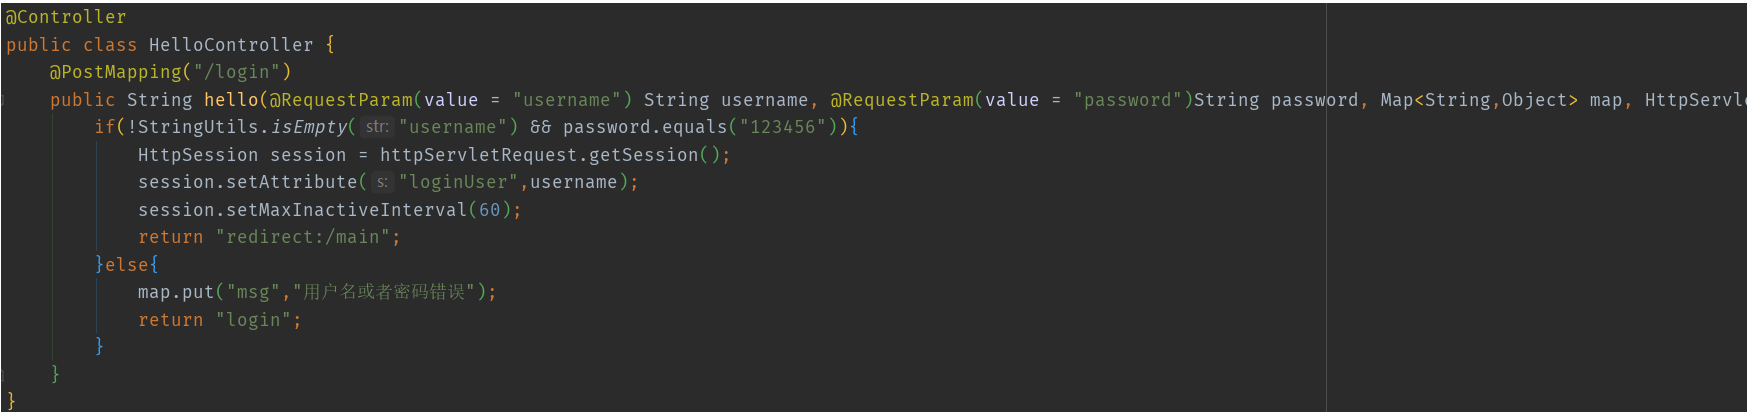 @Controller
public class HelloController {
    @PostMapping("/login")
    public String hello(@RequestParam(value = "username") String username, @RequestParam(value = "password")String password, Map<String,Object> map, HttpServle
        if(!StringUtils.isEmpty( str: "username") && password.equals("123456")){
            HttpSession session = httpServletRequest.getSession();
            session.setAttribute( s: "loginUser",username);
            session.setMaxInactiveInterval(60);
            return "redirect:/main";
        }else{
            map.put("msg","用户名或者密码错误");
            return "login";
        }
    }
}